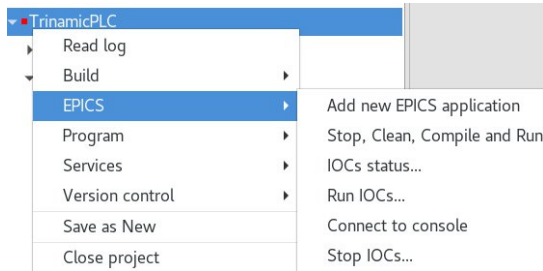 TrinamicPLC
Read log
Build
EPICS
Program
Services
Version control
Save as New
Close project
Add new EPICS application
Stop, Clean, Compile and Run
IOCs status...
Run IOCs...
Connect to console
Stop IOCs...